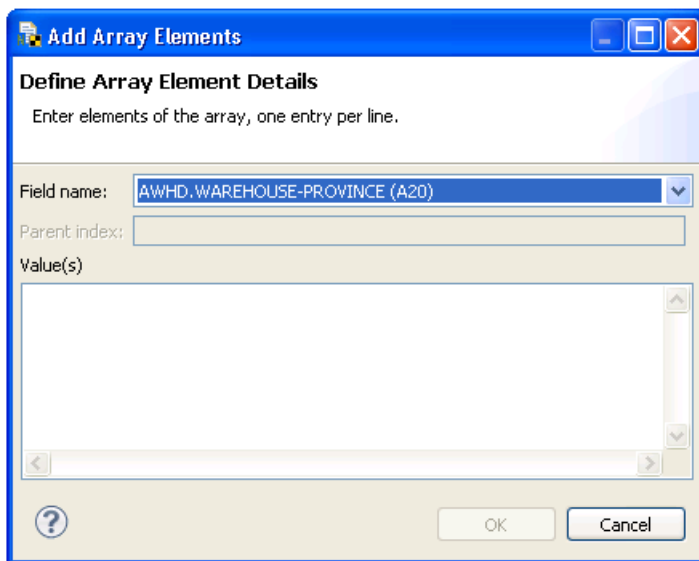 Add Array Elements
Define Array Element Details
Enter elements of the array, one entry per line.
Field name: AWHD.WAREHOUSE-PROVINCE (A20)
Parent index:
Value(s)
? OK Cancel